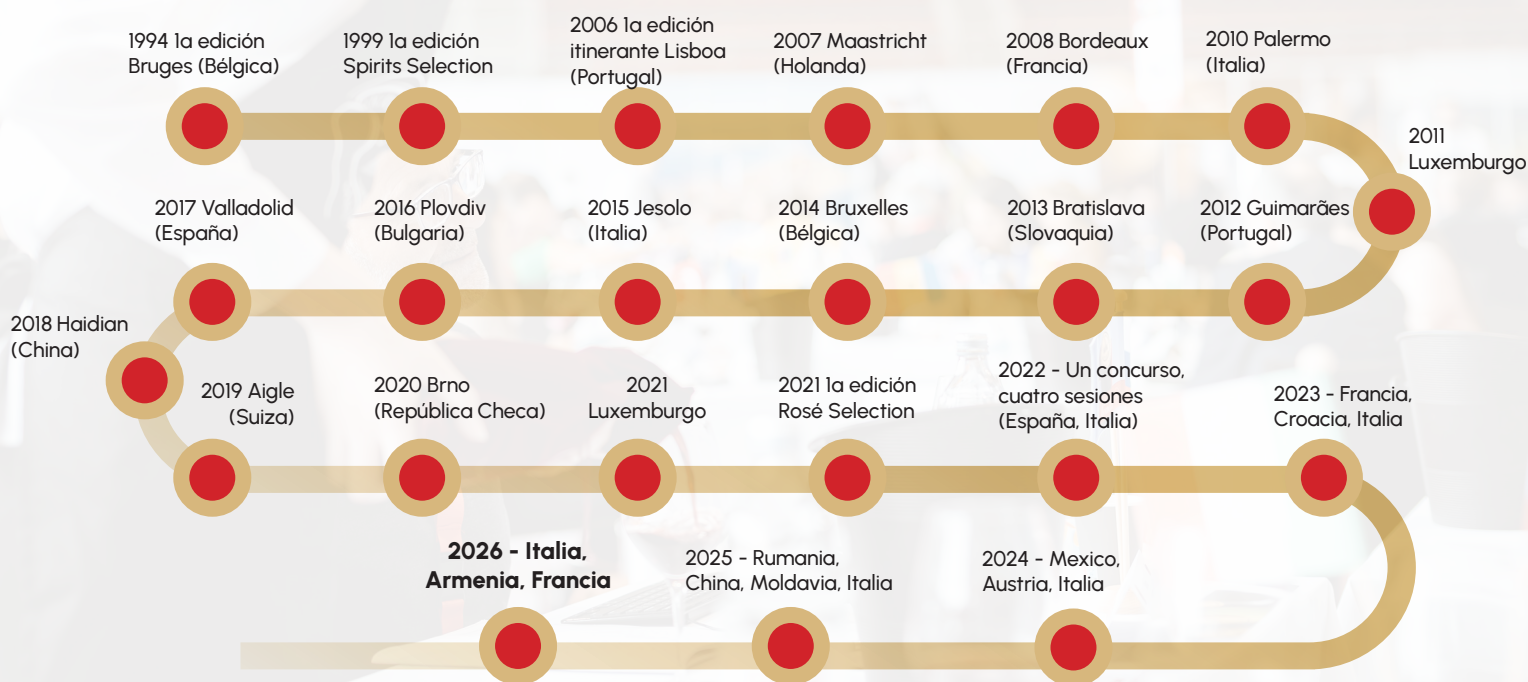 1994 1a edición
Bruges (Bélgica)
1999 1a edición
Spirits Selection
2006 1a edición
itinerante Lisboa
(Portugal)
2007 Maastricht
(Holanda)
2008 Bordeaux
(Francia)
2010 Palermo
(Italia)
2011
Luxemburgo
2012 Guimarães
(Portugal)
2013 Bratislava
(Slovaquia)
2014 Bruxelles
(Bélgica)
2015 Jesolo
(Italia)
2016 Plovdiv
(Bulgaria)
2017 Valladolid
(España)
2018 Haidian
(China)
2019 Aigle
(Suiza)
2020 Brno
(República Checa)
2021
Luxemburgo
2021 1a edición
Rosé Selection
2022 - Un concurso,
cuatro sesiones
(España, Italia)
2023 - Francia,
Croacia, Italia
2024 - Mexico,
Austria, Italia
2025 - Rumania,
China, Moldavia, Italia
2026 - Italia,
Armenia, Francia